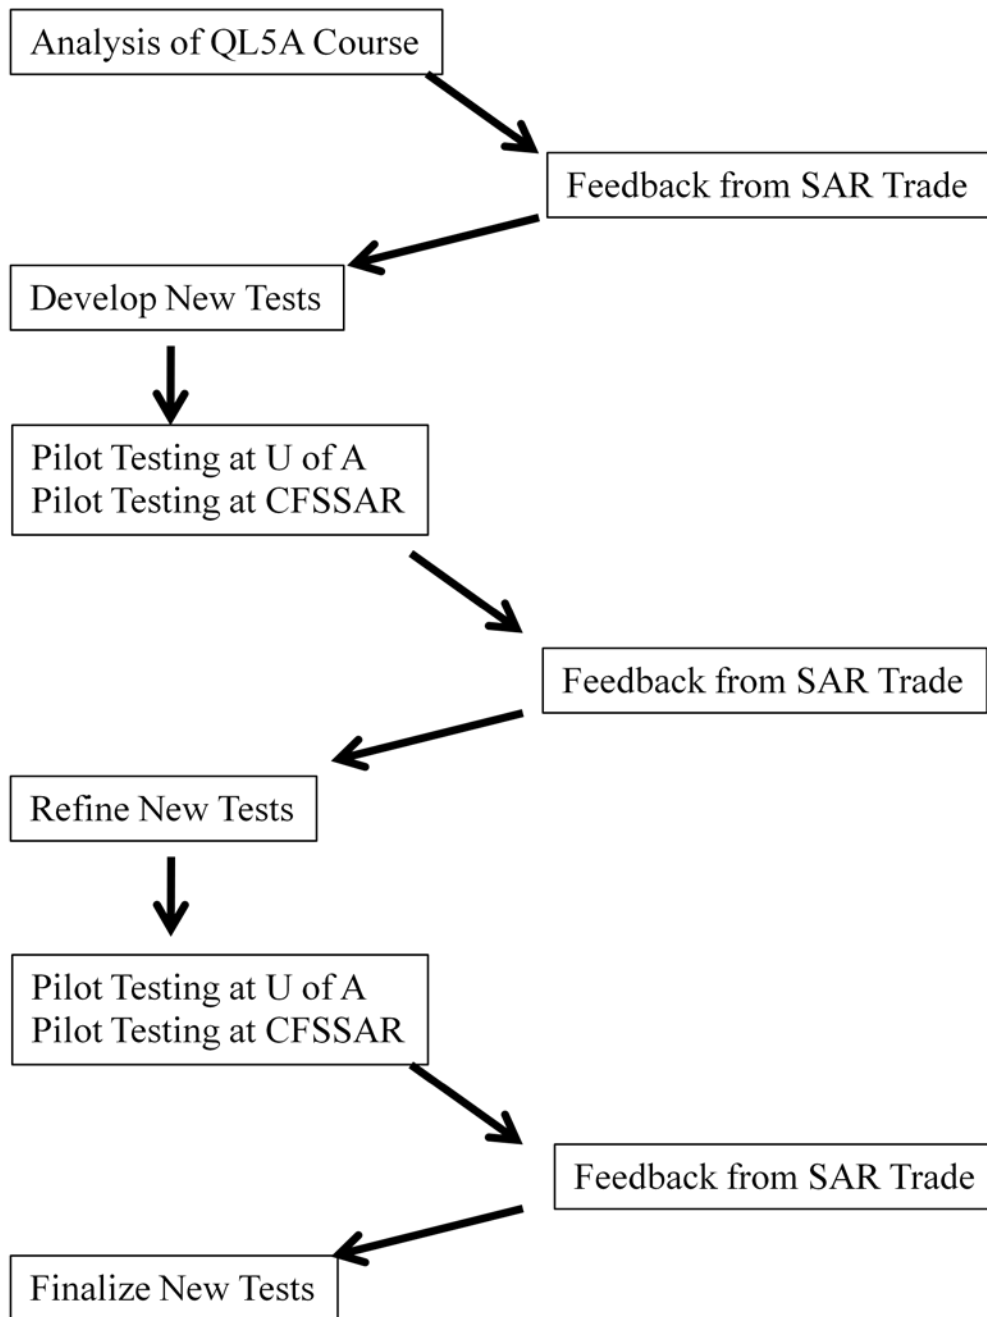 Analysis of QL5A Course
Feedback from SAR Trade
Develop New Tests
Pilot Testing at U of A
Pilot Testing at CFSSAR
Feedback from SAR Trade
Refine New Tests
Pilot Testing at U of A
Pilot Testing at CFSSAR
Feedback from SAR Trade
Finalize New Tests